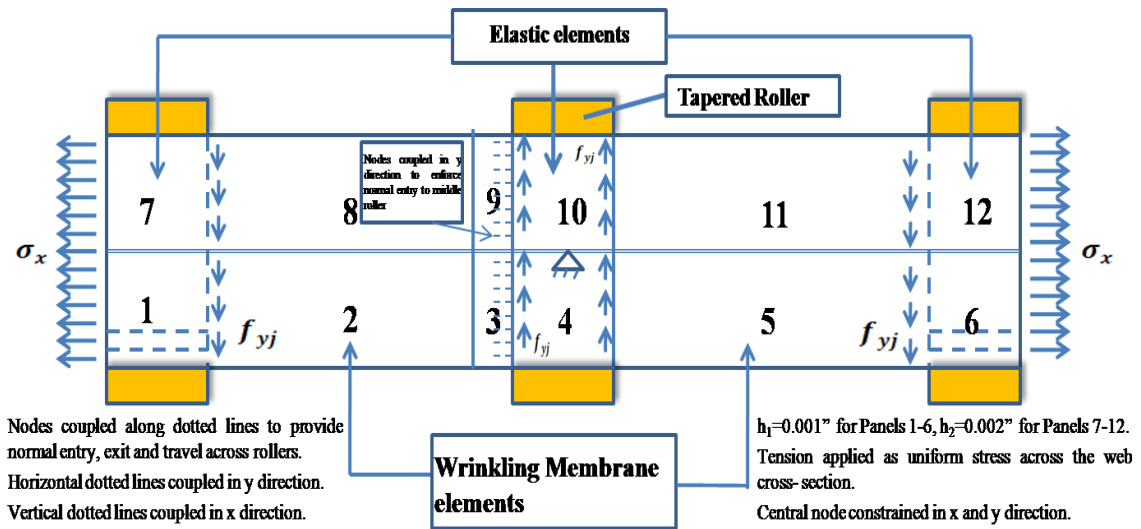 Elastic elements
Tapered Roller
Nodes coupled in y
direction to enforce
normal entry to middle
roller
f_yj
7
8
9
10
11
12
σ_x
σ_x
1
2
3
4
5
6
f_yj
f_yj
f_yj
Nodes coupled along dotted lines to provide
normal entry, exit and travel across rollers.
Horizontal dotted lines coupled in y direction.
Vertical dotted lines coupled in x direction.
Wrinkling Membrane
elements
h₁=0.001” for Panels 1-6, h₂=0.002” for Panels 7-12.
Tension applied as uniform stress across the web
cross- section.
Central node constrained in x and y direction.